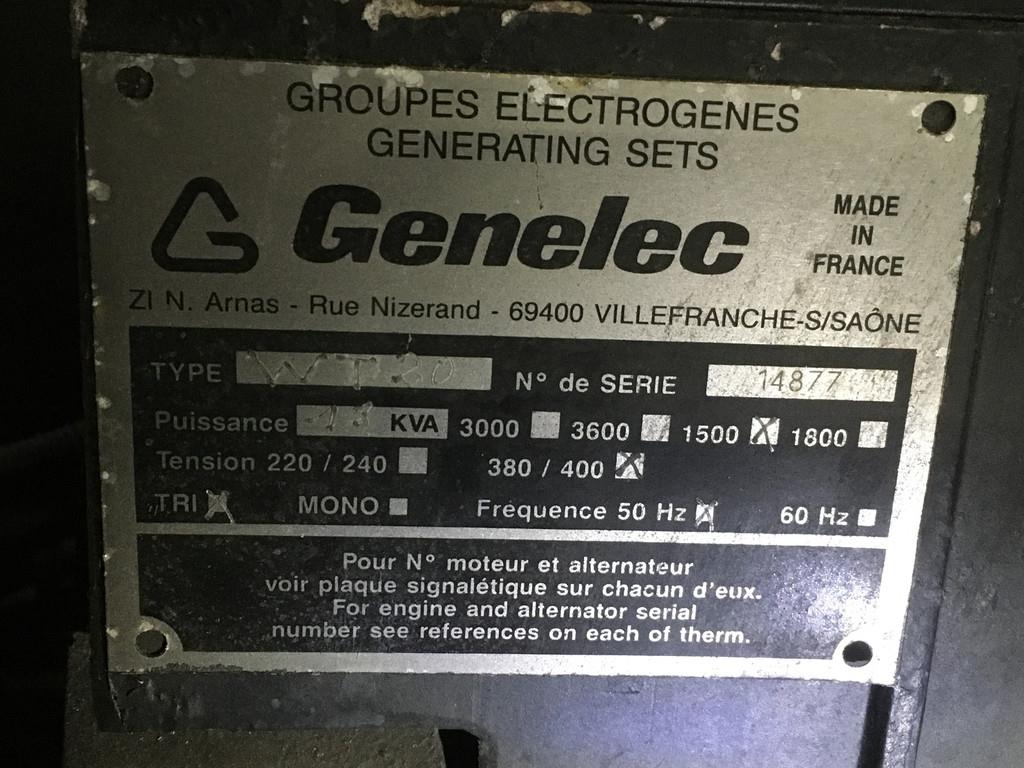 GROUPES ELECTROGENES
GENERATING SETS
Genelec
MADE
IN
FRANCE
ZI N. Arnas - Rue Nizerand - 69400 VILLEFRANCHE-S/SAÔNE
TYPE N° de SERIE 14877
Puissance KVA 3000 3600 1500 X 1800
Tension 220 / 240 380 / 400 X
TRI X MONO Fréquence 50 Hz X 60 Hz
Pour N° moteur et alternateur
voir plaque signalétique sur chacun d'eux.
For engine and alternator serial
number see references on each of therm.